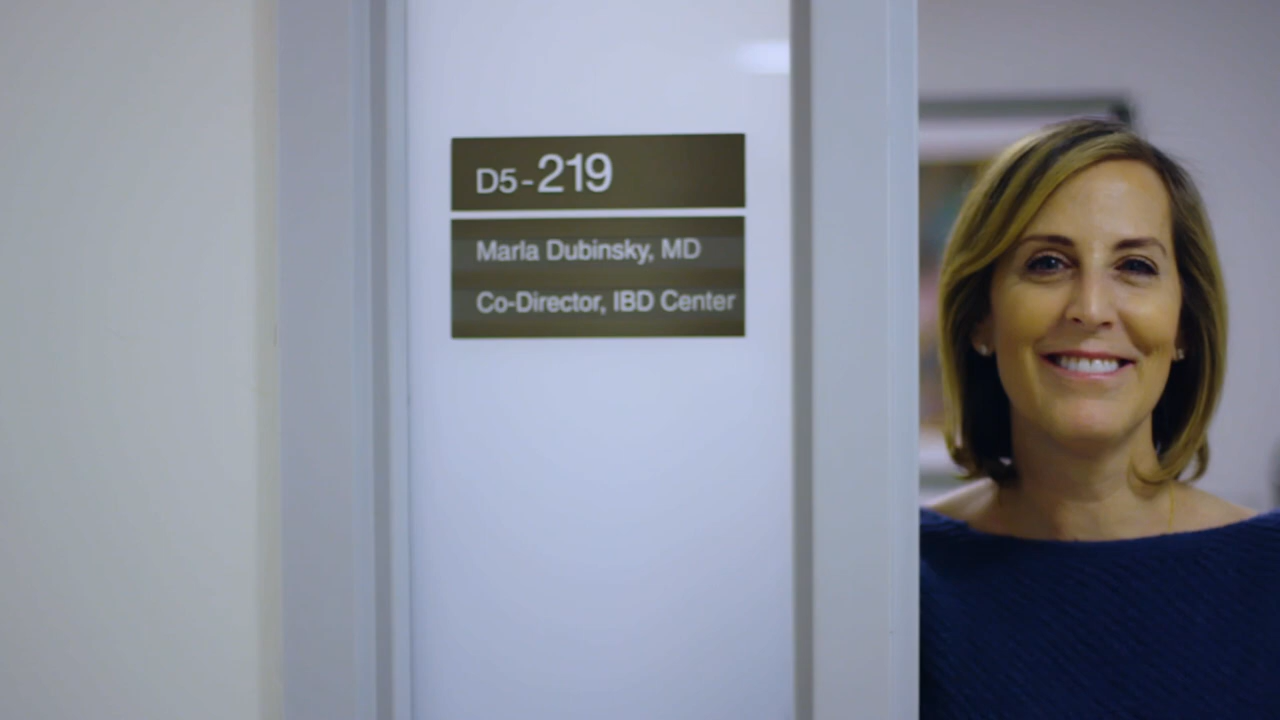 D5-219
Marla Dubinsky, MD
Co-Director, IBD Center